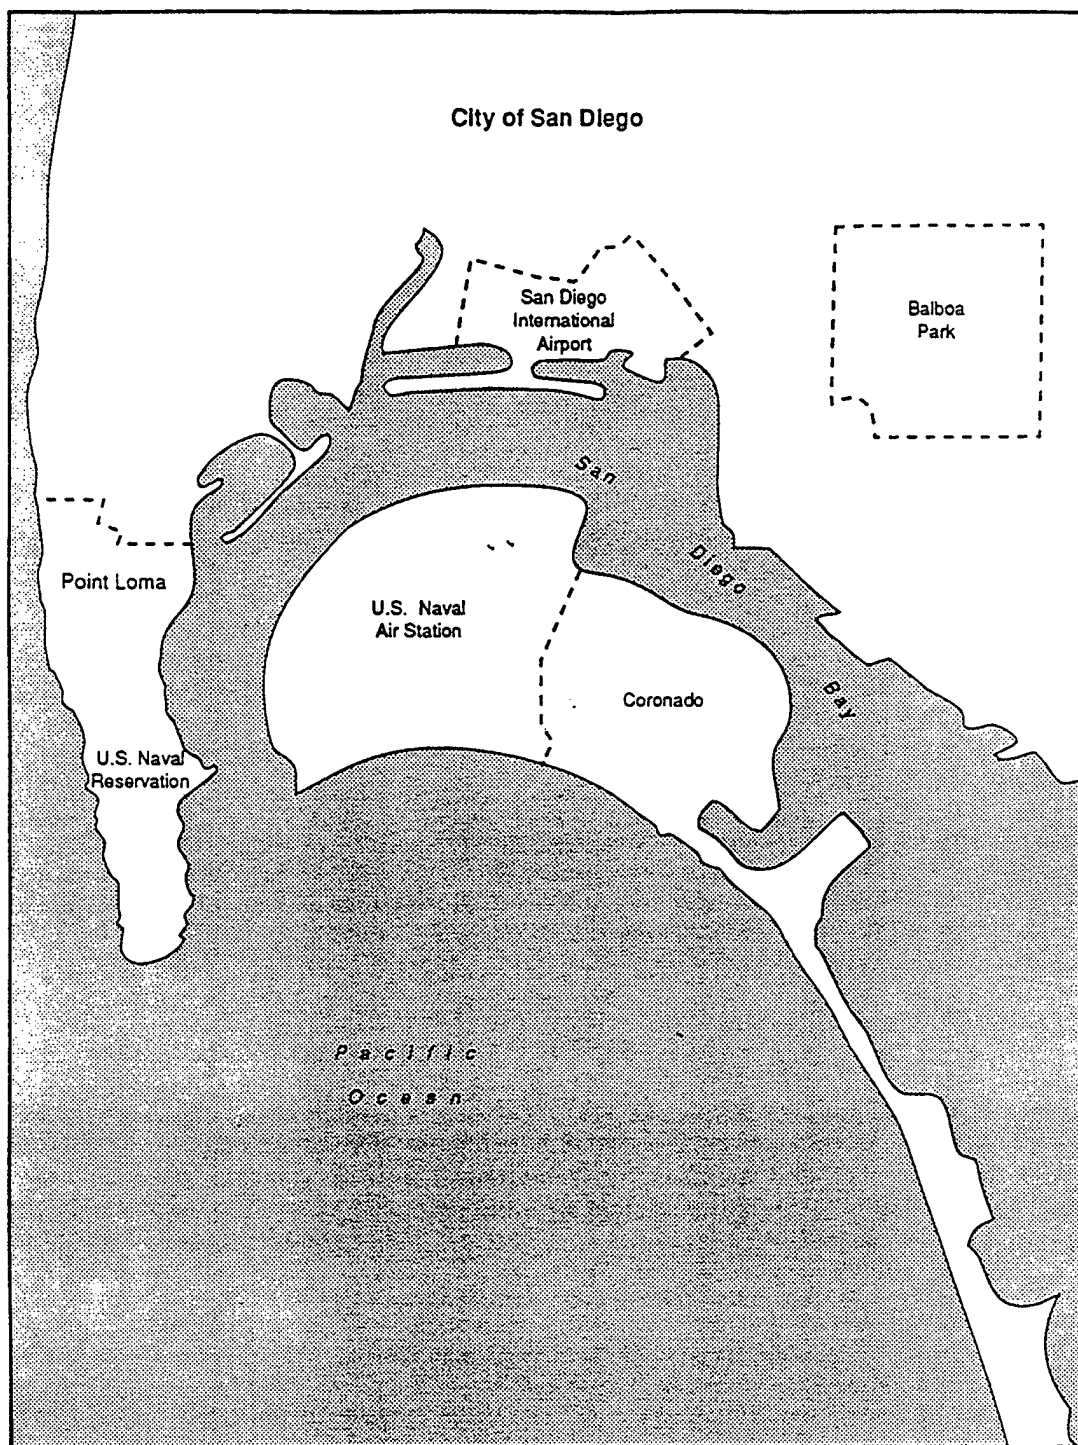 City of San Diego
San Diego
International
Airport
Balboa
Park
San
Diego
Bay
Point Loma
U.S. Naval
Air Station
Coronado
U.S. Naval
Reservation
Pacific
Ocean